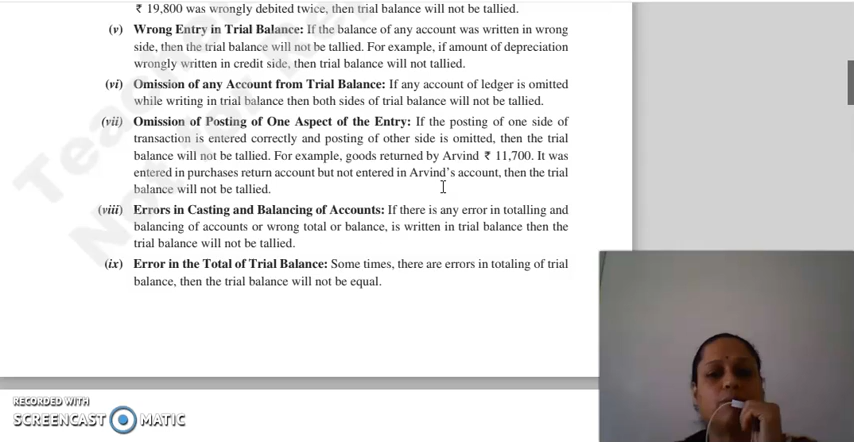 ₹ 19,800 was wrongly debited twice, then trial balance will not be tallied.
(v) Wrong Entry in Trial Balance: If the balance of any account was written in wrong
side, then the trial balance will not be tallied. For example, if amount of depreciation
wrongly written in credit side, then trial balance will not tallied.
(vi) Omission of any Account from Trial Balance: If any account of ledger is omitted
while writing in trial balance then both sides of trial balance will not be tallied.
(vii) Omission of Posting of One Aspect of the Entry: If the posting of one side of
transaction is entered correctly and posting of other side is omitted, then the trial
balance will not be tallied. For example, goods returned by Arvind ₹ 11,700. It was
entered in purchases return account but not entered in Arvind's account, then the trial
balance will not be tallied.
(viii) Errors in Casting and Balancing of Accounts: If there is any error in totalling and
balancing of accounts or wrong total or balance, is written in trial balance then the
trial balance will not be tallied.
(ix) Error in the Total of Trial Balance: Some times, there are errors in totaling of trial
balance, then the trial balance will not be equal.
RECORDED WITH
SCREENCAST MATIC